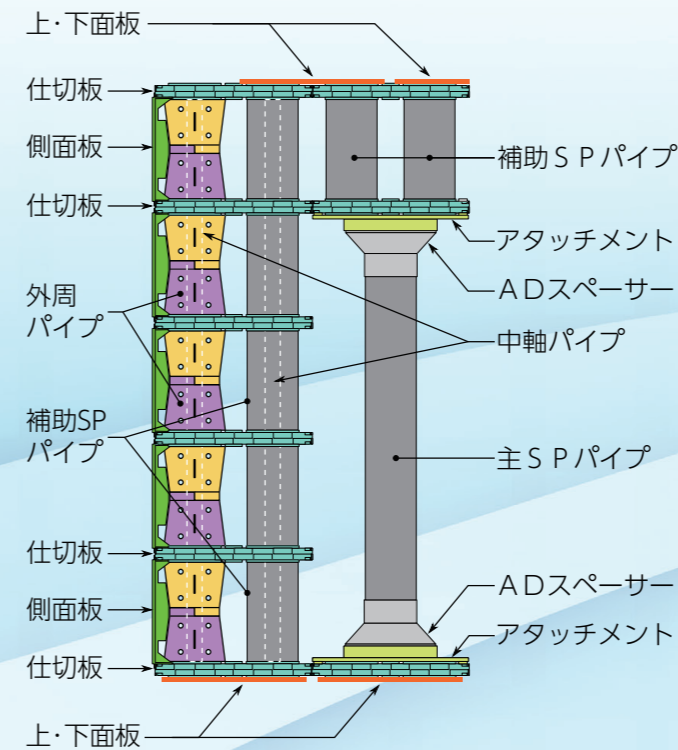 上・下面板
仕切板
側面板
仕切板
外周
パイプ
補助SP
パイプ
仕切板
側面板
仕切板
上・下面板
補助ＳＰパイプ
アタッチメント
ＡＤスペーサー
中軸パイプ
主ＳＰパイプ
ＡＤスペーサー
アタッチメント